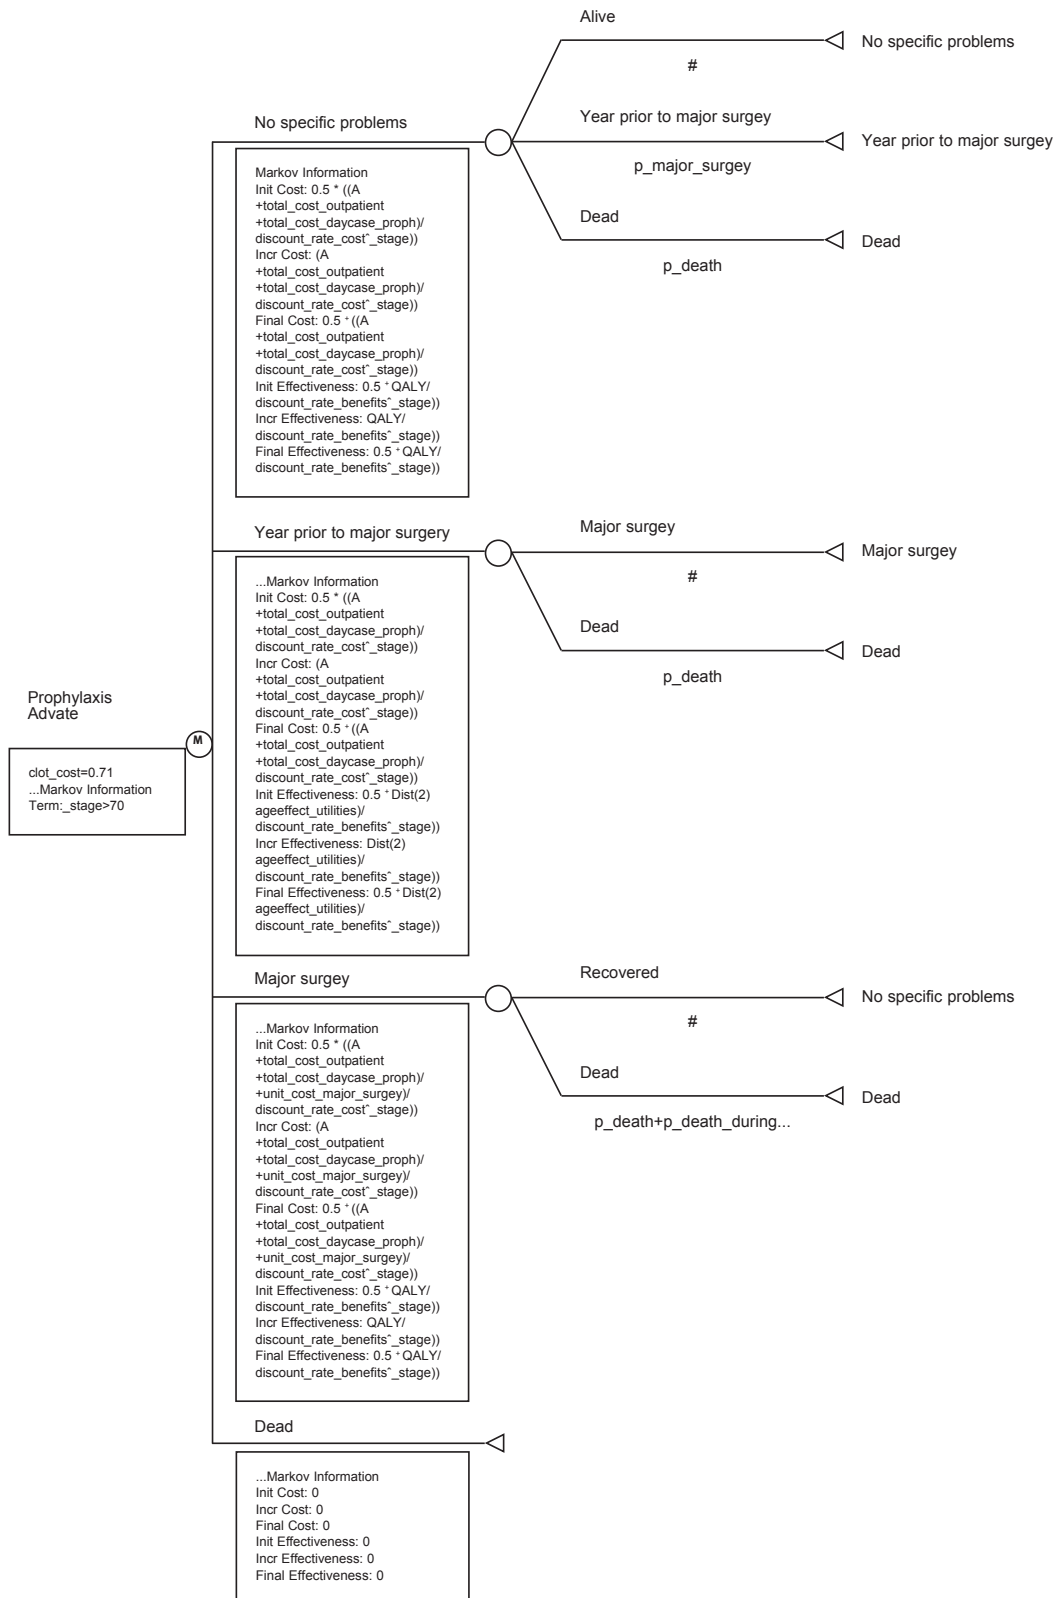 Alive
No specific problems
#
No specific problems
Year prior to major surgey
Year prior to major surgey
p_major_surgey
Dead
Dead
p_death
Markov Information
Init Cost: 0.5 * ((A
+total_cost_outpatient
+total_cost_daycase_proph)/
discount_rate_cost^_stage))
Incr Cost: (A
+total_cost_outpatient
+total_cost_daycase_proph)/
discount_rate_cost^_stage))
Final Cost: 0.5 +((A
+total_cost_outpatient
+total_cost_daycase_proph)/
discount_rate_cost^_stage))
Init Effectiveness: 0.5 +QALY/
discount_rate_benefits^_stage))
Incr Effectiveness: QALY/
discount_rate_benefits^_stage))
Final Effectiveness: 0.5 +QALY/
discount_rate_benefits^_stage))
Year prior to major surgery
Major surgey
Major surgey
#
Dead
Dead
p_death
...Markov Information
Init Cost: 0.5 * ((A
+total_cost_outpatient
+total_cost_daycase_proph)/
discount_rate_cost^_stage))
Incr Cost: (A
+total_cost_outpatient
+total_cost_daycase_proph)/
discount_rate_cost^_stage))
Final Cost: 0.5 +((A
+total_cost_outpatient
+total_cost_daycase_proph)/
discount_rate_cost^_stage))
Init Effectiveness: 0.5 +Dist(2)
ageeffect_utilities)/
discount_rate_benefits^_stage))
Incr Effectiveness: Dist(2)
ageeffect_utilities)/
discount_rate_benefits^_stage))
Final Effectiveness: 0.5 +Dist(2)
ageeffect_utilities)/
discount_rate_benefits^_stage))
Prophylaxis
Advate
M
clot_cost=0.71
...Markov Information
Term:_stage>70
Major surgey
Recovered
No specific problems
#
Dead
Dead
p_death+p_death_during...
...Markov Information
Init Cost: 0.5 * ((A
+total_cost_outpatient
+total_cost_daycase_proph)/
+unit_cost_major_surgey)/
discount_rate_cost^_stage))
Incr Cost: (A
+total_cost_outpatient
+total_cost_daycase_proph)/
+unit_cost_major_surgey)/
discount_rate_cost^_stage))
Final Cost: 0.5 +((A
+total_cost_outpatient
+total_cost_daycase_proph)/
+unit_cost_major_surgey)/
discount_rate_cost^_stage))
Init Effectiveness: 0.5 +QALY/
discount_rate_benefits^_stage))
Incr Effectiveness: QALY/
discount_rate_benefits^_stage))
Final Effectiveness: 0.5 +QALY/
discount_rate_benefits^_stage))
Dead
...Markov Information
Init Cost: 0
Incr Cost: 0
Final Cost: 0
Init Effectiveness: 0
Incr Effectiveness: 0
Final Effectiveness: 0